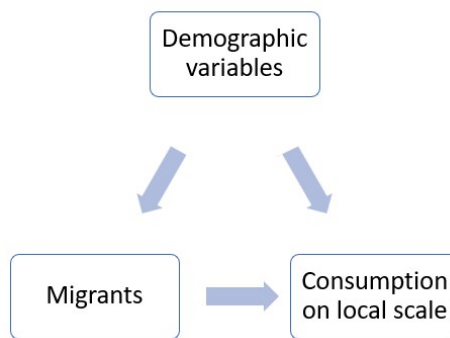 Demographic
variables
Migrants
Consumption
on local scale